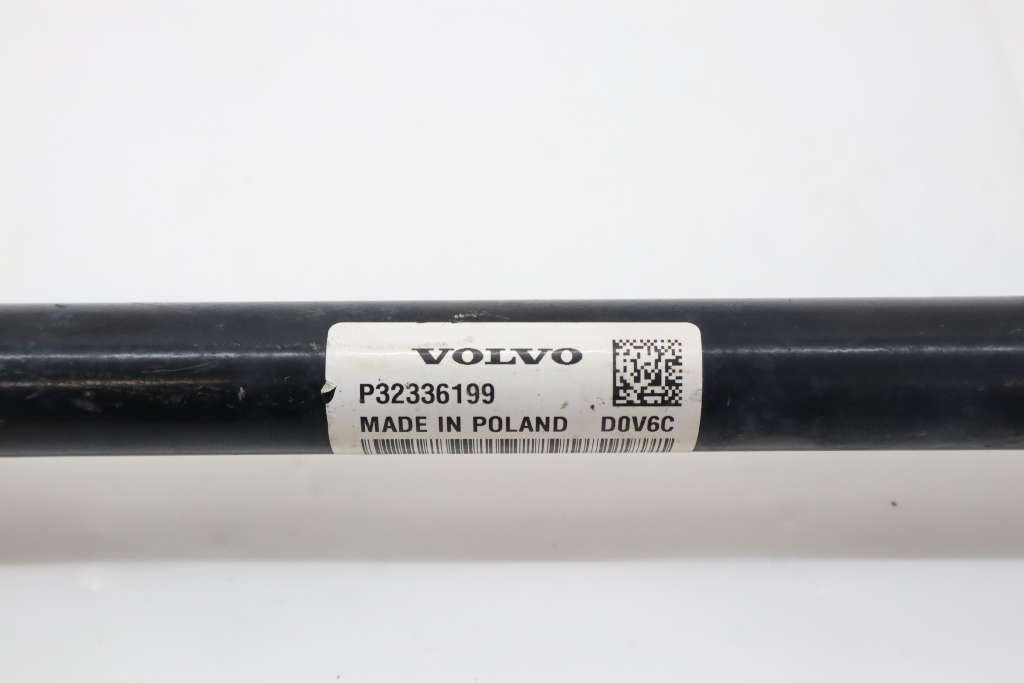 VOLVO
P32336199
MADE IN POLAND D0V6C